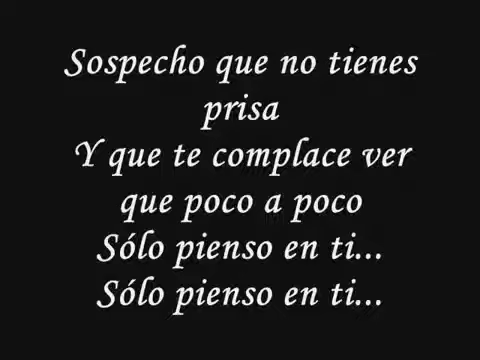 Sospecho que no tienes
prisa
Y que te complace ver
que poco a poco
Sólo pienso en ti...
Sólo pienso en ti...